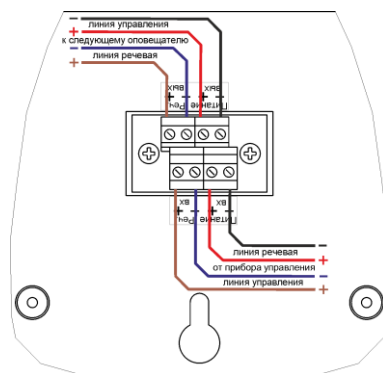 − линия управления
+
к следующему оповещателю
−
+ линия речевая
ВЫХ ВЫХ
+ − + −
Реч Питание
Реч Питание
+ − + −
ВХ ВХ
линия речевая −
+
от прибора управления
−
линия управления +